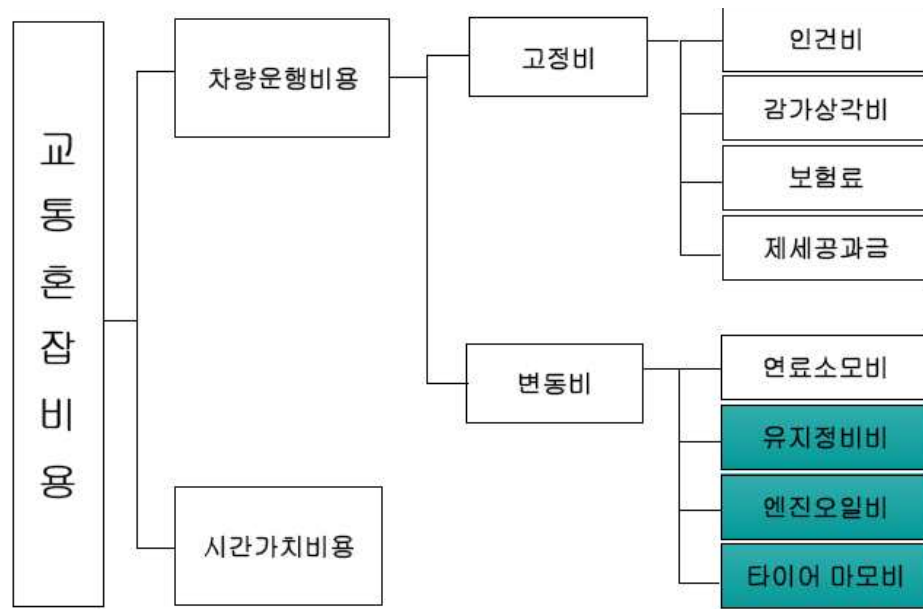 교통혼잡비용
차량운행비용
고정비
인건비
감가상각비
보험료
제세공과금
변동비
연료소모비
유지정비비
엔진오일비
타이어 마모비
시간가치비용